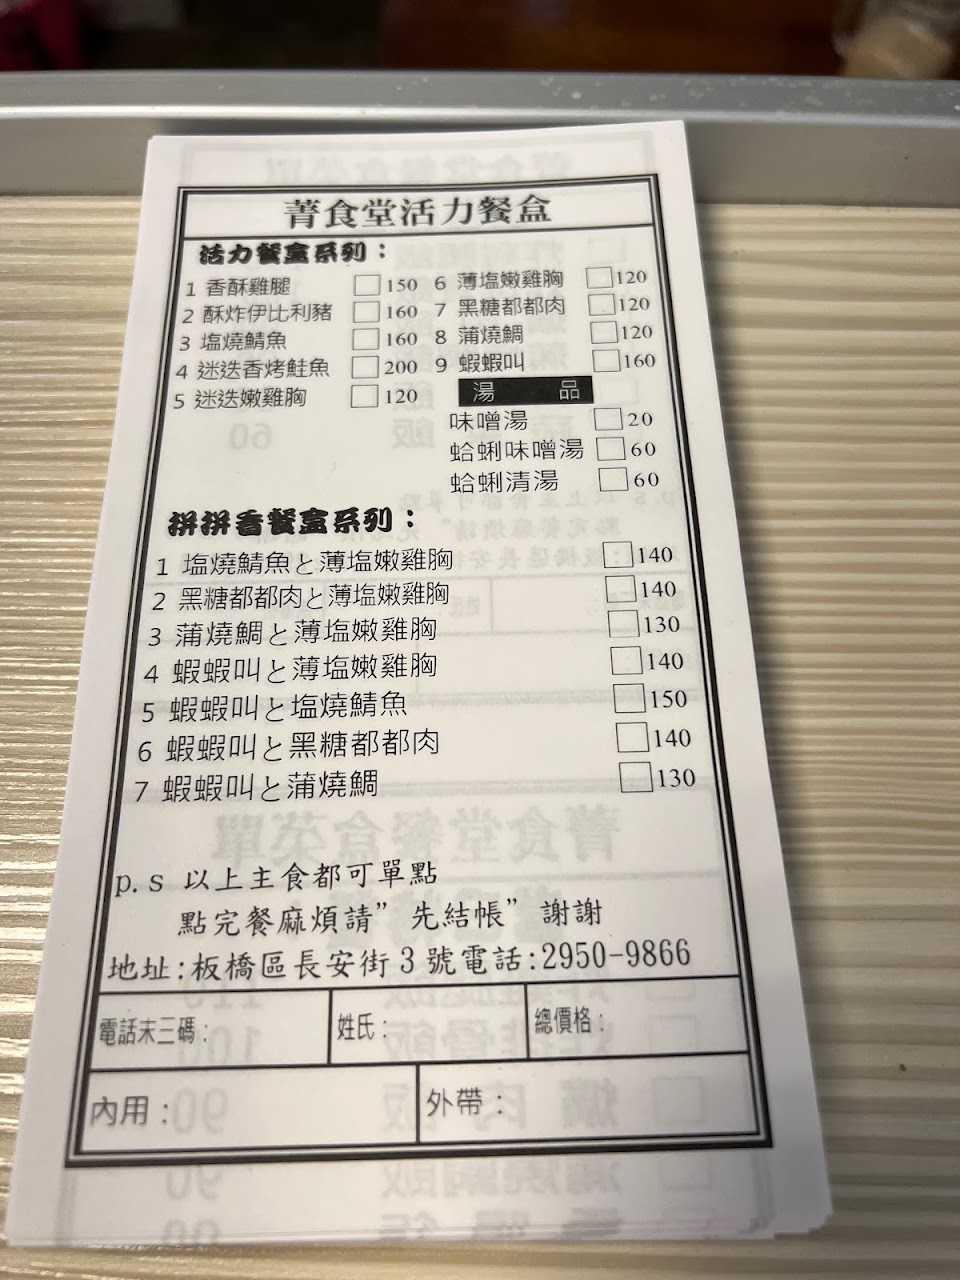 菁食堂活力餐盒
活力餐盒系列：
1 香酥雞腿 □150 6 薄塩嫩雞胸 □120
2 酥炸伊比利豬 □160 7 黑糖都都肉 □120
3 塩燒鯖魚 □160 8 蒲燒鯛 □120
4 迷迭香烤鮭魚 □200 9 蝦蝦叫 □160
5 迷迭嫩雞胸 □120
湯 品
味噌湯 □20
蛤蜊味噌湯 □60
蛤蜊清湯 □60
拼拼香餐盒系列：
1 塩燒鯖魚と薄塩嫩雞胸 □140
2 黑糖都都肉と薄塩嫩雞胸 □140
3 蒲燒鯛と薄塩嫩雞胸 □130
4 蝦蝦叫と薄塩嫩雞胸 □140
5 蝦蝦叫と塩燒鯖魚 □150
6 蝦蝦叫と黑糖都都肉 □140
7 蝦蝦叫と蒲燒鯛 □130
p.s 以上主食都可單點
點完餐麻煩請”先結帳”謝謝
地址:板橋區長安街3號電話:2950-9866
電話末三碼： 姓氏： 總價格：
內用： 外帶：